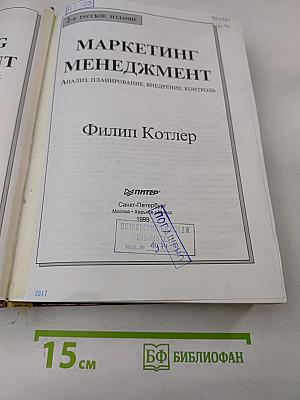 2-е РУССКОЕ ИЗДАНИЕ
МАРКЕТИНГ
МЕНЕДЖМЕНТ
АНАЛИЗ, ПЛАНИРОВАНИЕ, ВНЕДРЕНИЕ, КОНТРОЛЬ
Филип Котлер
ПИТЕР
Санкт-Петербург
Москва • Харьков • Минск
1999
ПОГАШЕНО
2017
15 см
БФ БИБЛИОФАН